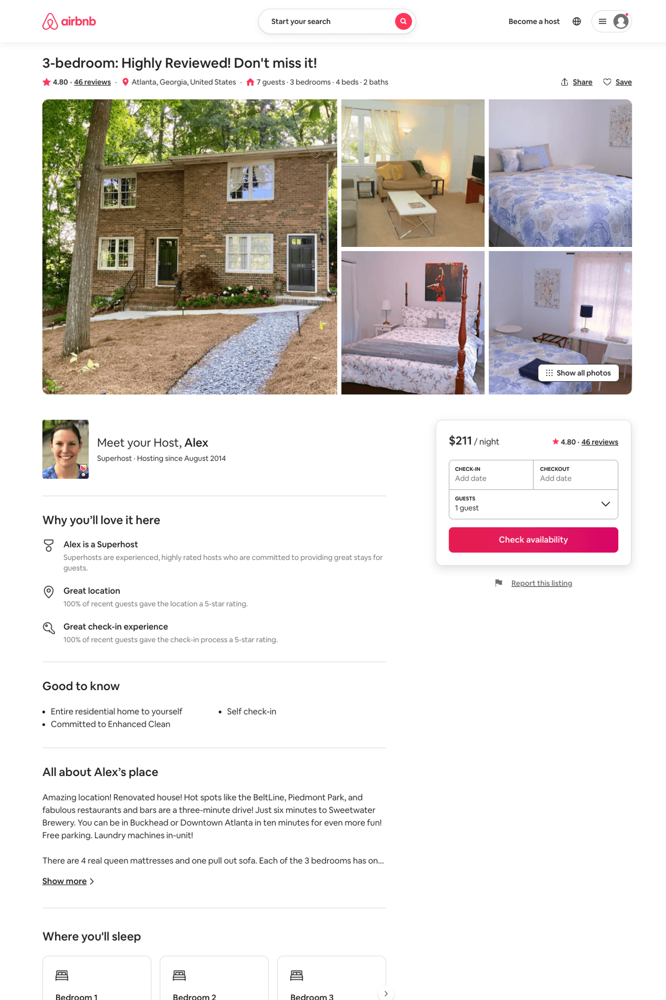 airbnb
Start your search
Become a host
3-bedroom: Highly Reviewed! Don't miss it!
4.80 · 46 reviews · Atlanta, Georgia, United States · 7 guests · 3 bedrooms · 4 beds · 2 baths
Share
Save
Show all photos
Meet your Host, Alex
Superhost · Hosting since August 2014
$211 / night
4.80 · 46 reviews
CHECK-IN
Add date
CHECKOUT
Add date
GUESTS
1 guest
Check availability
Report this listing
Why you’ll love it here
Alex is a Superhost
Superhosts are experienced, highly rated hosts who are committed to providing great stays for
guests.
Great location
100% of recent guests gave the location a 5-star rating.
Great check-in experience
100% of recent guests gave the check-in process a 5-star rating.
Good to know
• Entire residential home to yourself
• Self check-in
• Committed to Enhanced Clean
All about Alex’s place
Amazing location! Renovated house! Hot spots like the BeltLine, Piedmont Park, and
fabulous restaurants and bars are a three-minute drive! Just six minutes to Sweetwater
Brewery. You can be in Buckhead or Downtown Atlanta in ten minutes for even more fun!
Free parking. Laundry machines in-unit!
There are 4 real queen mattresses and one pull out sofa. Each of the 3 bedrooms has on...
Show more
Where you'll sleep
Bedroom 1
Bedroom 2
Bedroom 3